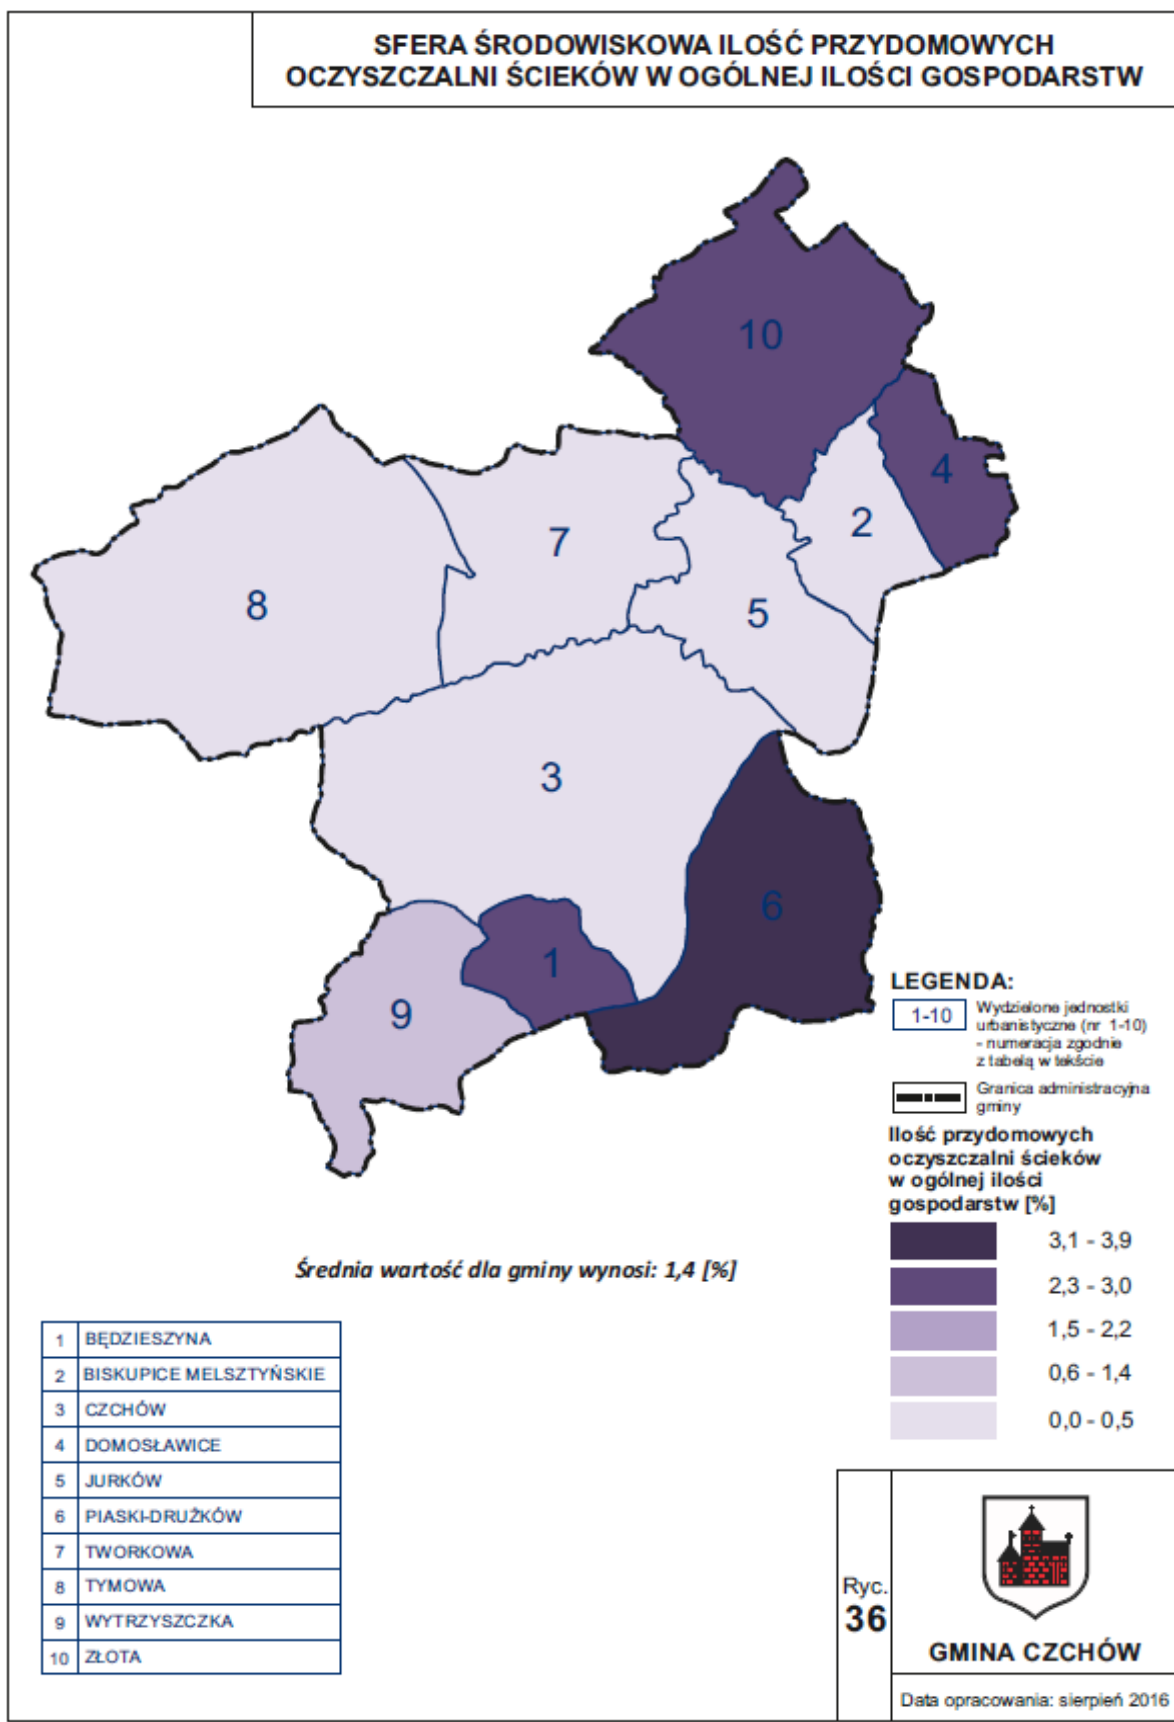 SFERA ŚRODOWISKOWA ILOŚĆ PRZYDOMOWYCH
OCZYSZCZALNI ŚCIEKÓW W OGÓLNEJ ILOŚCI GOSPODARSTW
10
4
2
7
8
5
3
6
1
9
LEGENDA:
1-10
Wydzielone jednostki
urbanistyczne (nr 1-10)
- numeracja zgodnie
z tabelą w tekście
Granica administracyjna
gminy
Ilość przydomowych
oczyszczalni ścieków
w ogólnej ilości
gospodarstw [%]
3,1 - 3,9
2,3 - 3,0
1,5 - 2,2
0,6 - 1,4
0,0 - 0,5
Średnia wartość dla gminy wynosi: 1,4 [%]
1 BĘDZIESZYNA
2 BISKUPICE MELSZTYŃSKIE
3 CZCHÓW
4 DOMOSŁAWICE
5 JURKÓW
6 PIASKI-DRUŻKÓW
7 TWORKOWA
8 TYMOWA
9 WYTRZYSZCZKA
10 ZŁOTA
Ryc.
36
GMINA CZCHÓW
Data opracowania: sierpień 2016